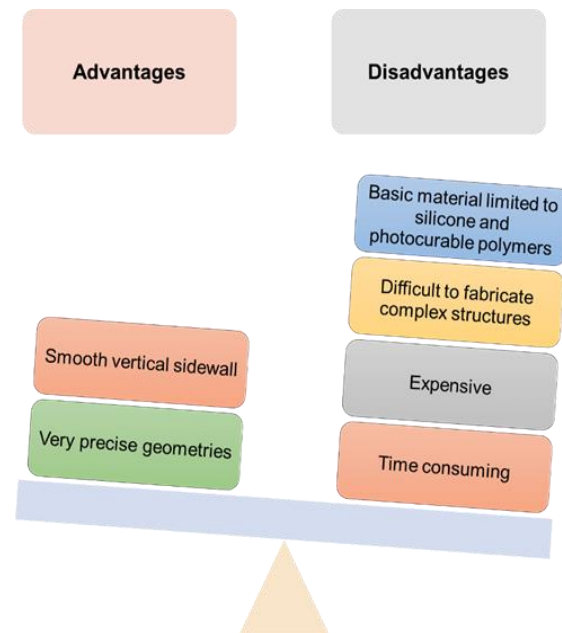 Advantages
Disadvantages
Basic material limited to
silicone and
photocurable polymers
Difficult to fabricate
complex structures
Smooth vertical sidewall
Expensive
Very precise geometries
Time consuming